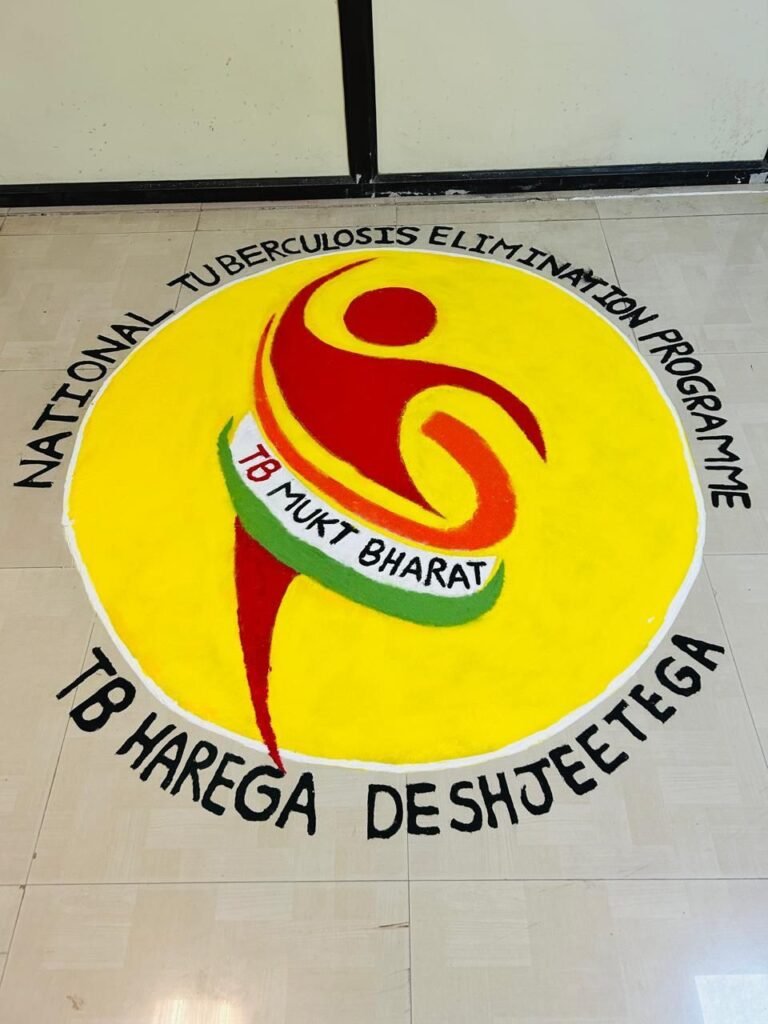 NATIONAL TUBERCULOSIS ELIMINATION PROGRAMME
TB MUKT BHARAT
TB HAREGA DESHJEETEGA